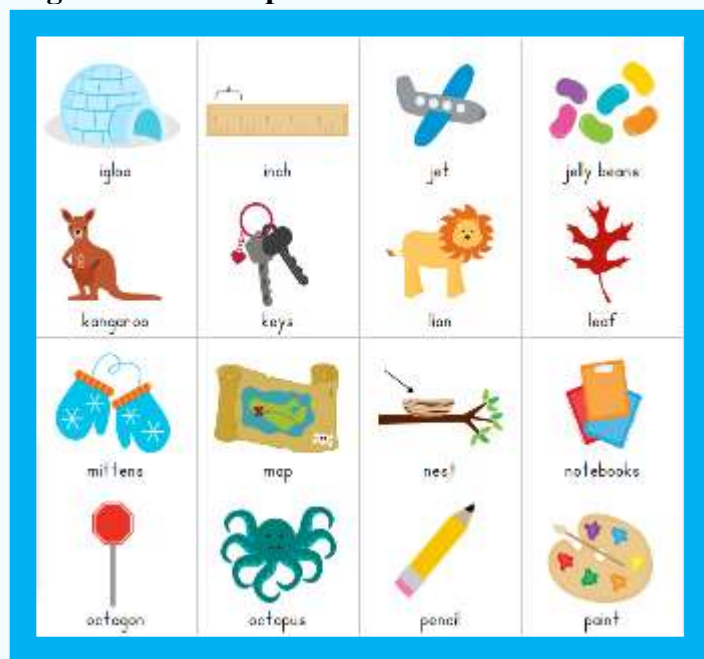 igloo
inch
jet
jelly beans
kangaroo
keys
lion
leaf
mittens
map
nest
notebooks
octagon
octopus
pencil
paint